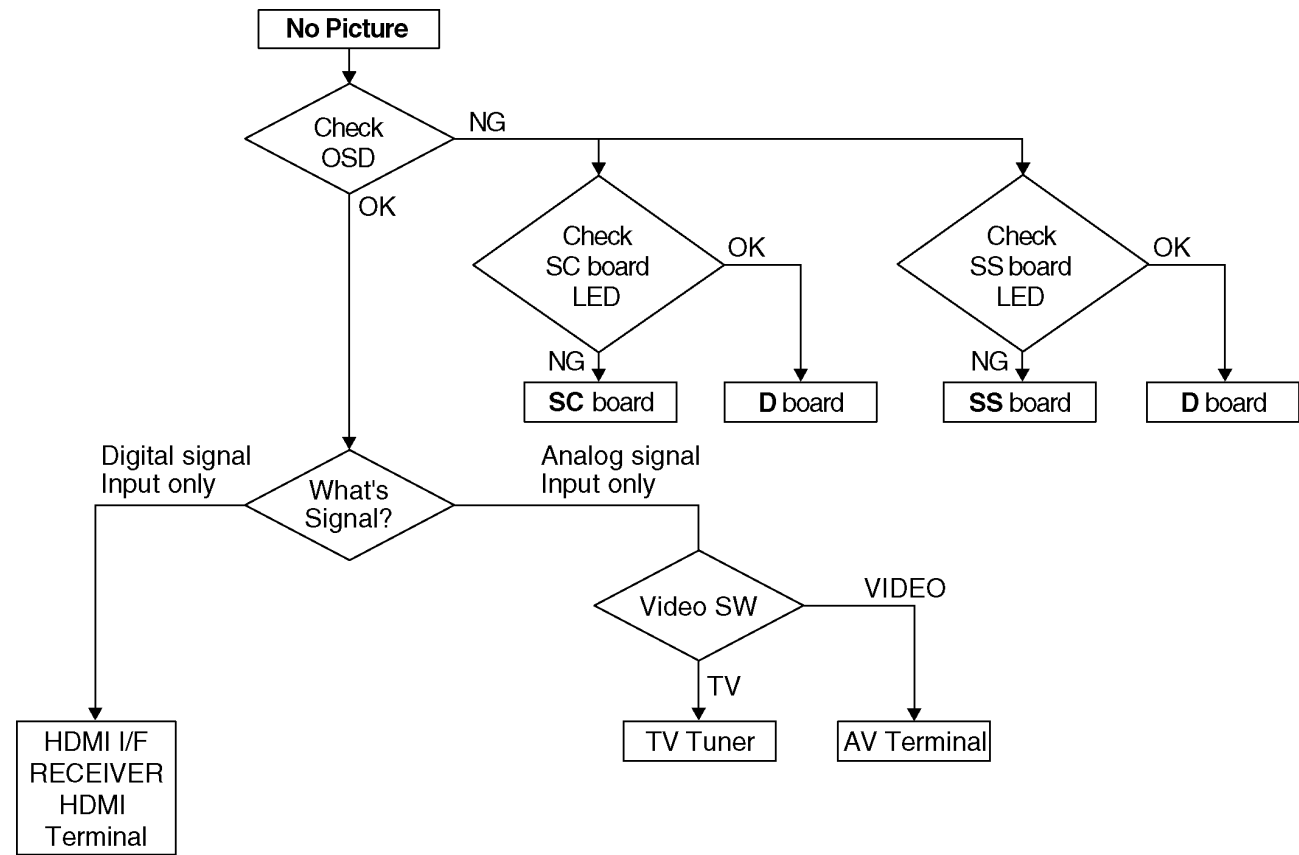 No Picture
Check
OSD
NG
OK
Check
SC board
LED
OK
NG
SC board
D board
Check
SS board
LED
OK
NG
SS board
D board
Digital signal
Input only
What's
Signal?
Analog signal
Input only
Video SW
VIDEO
TV
HDMI I/F
RECEIVER
HDMI
Terminal
TV Tuner
AV Terminal